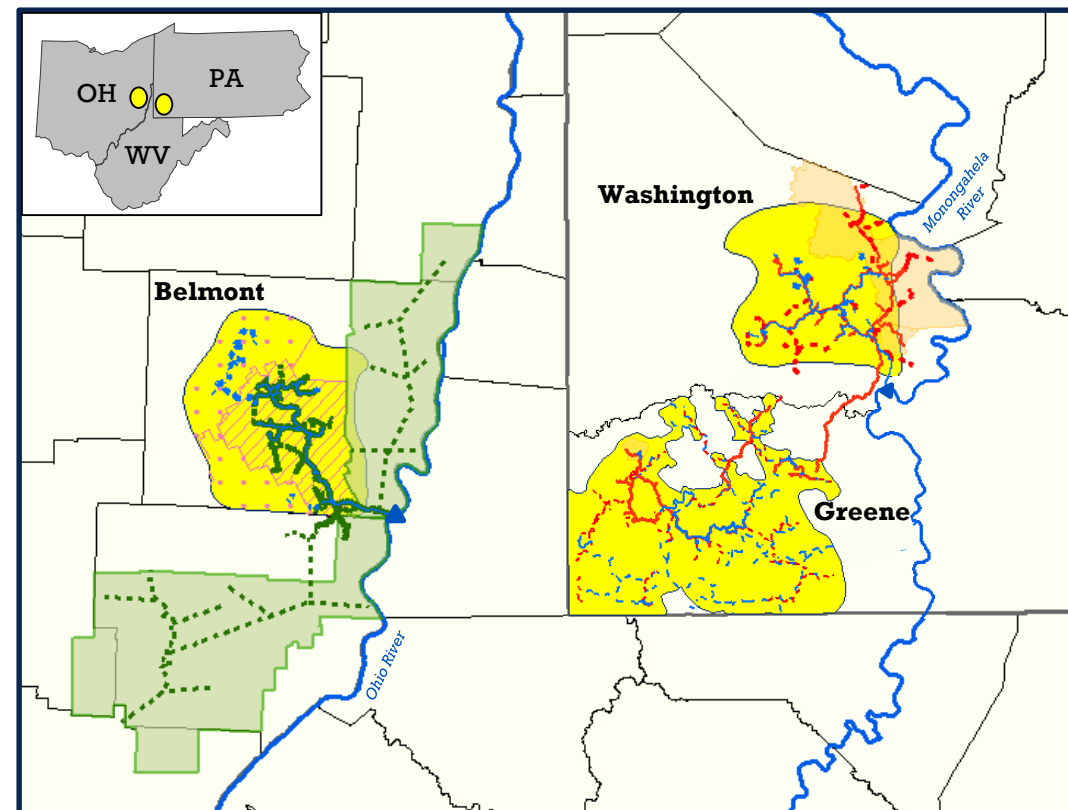 OH
PA
WV
Washington
Monongahela
River
Belmont
Greene
Ohio River